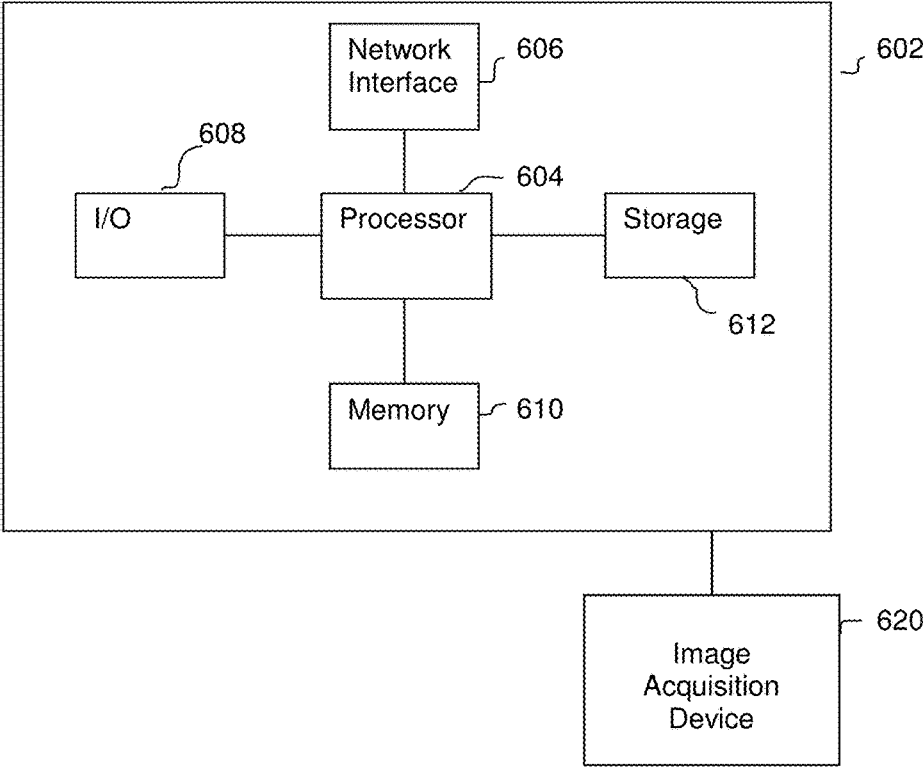 Network
Interface
606
602
608
604
I/O
Processor
Storage
612
Memory
610
620
Image
Acquisition
Device